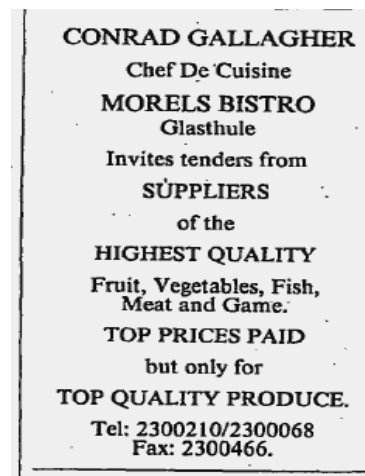 CONRAD GALLAGHER
Chef De Cuisine
MORELS BISTRO
Glasthule
Invites tenders from
SUPPLIERS
of the
HIGHEST QUALITY
Fruit, Vegetables, Fish,
Meat and Game.
TOP PRICES PAID
but only for
TOP QUALITY PRODUCE.
Tel: 2300210/2300068
Fax: 2300466.